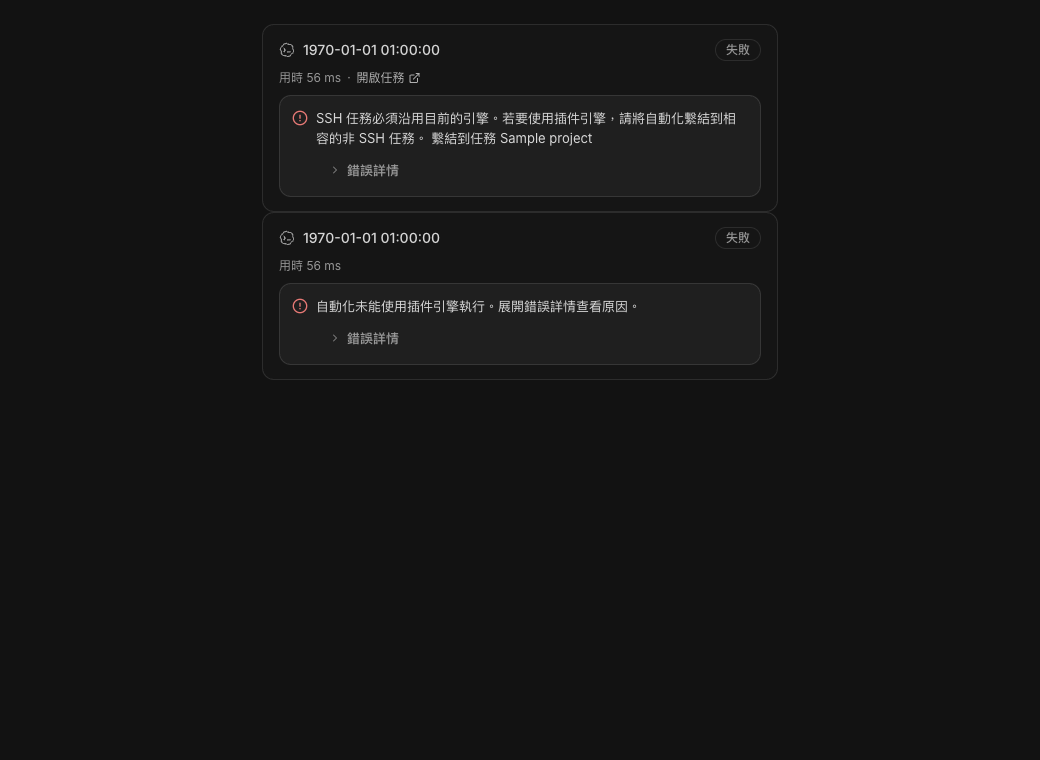 1970-01-01 01:00:00
失敗
用時 56 ms · 開啟任務
SSH 任務必須沿用目前的引擎。若要使用插件引擎，請將自動化繫結到相
容的非 SSH 任務。 繫結到任務 Sample project
錯誤詳情
1970-01-01 01:00:00
失敗
用時 56 ms
自動化未能使用插件引擎執行。展開錯誤詳情查看原因。
錯誤詳情